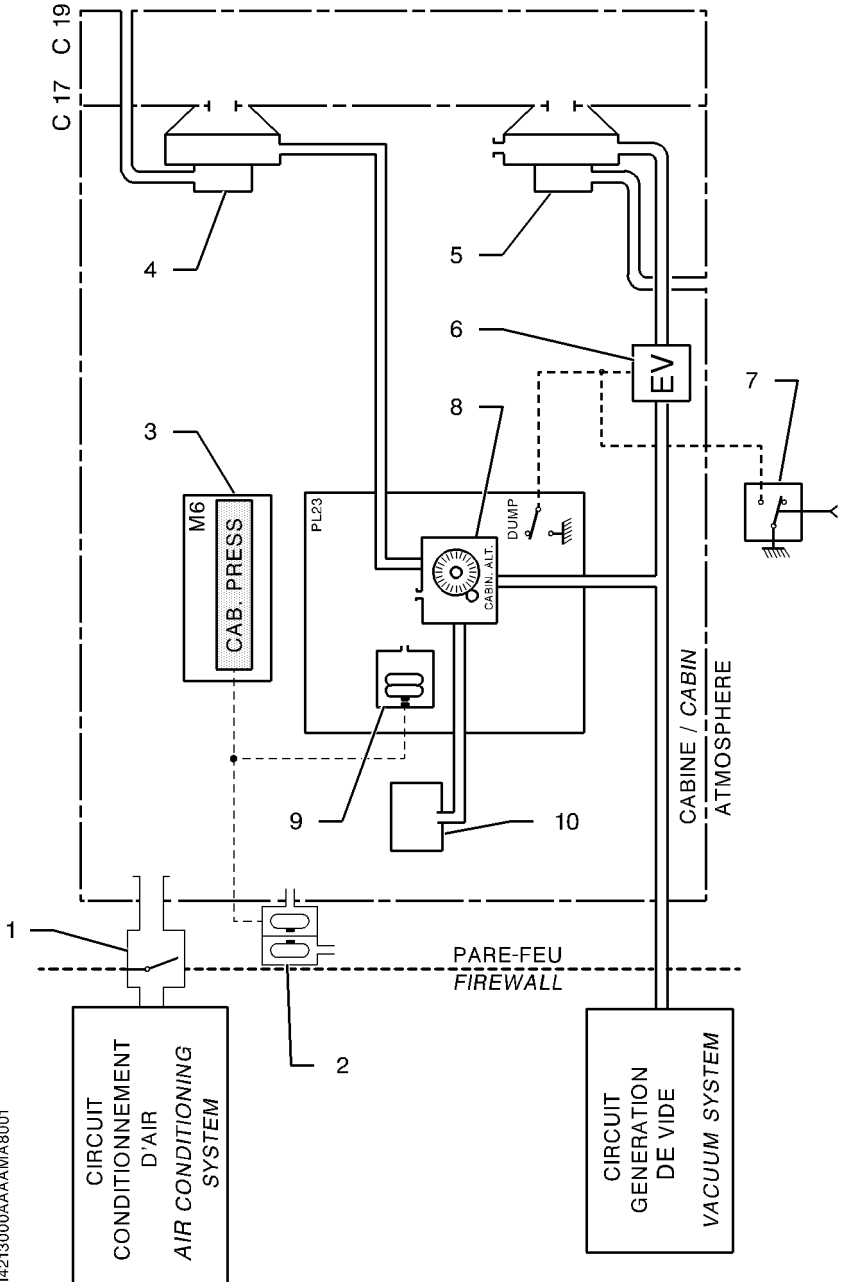 C 19
C 17
4
5
6
7
EV
8
3
M6
CAB. PRESS
PL23
DUMP
CABIN. ALT.
9
10
CABINE / CABIN
ATMOSPHERE
1
PARE-FEU
FIREWALL
2
CIRCUIT
CONDITIONNEMENT
D'AIR
AIR CONDITIONING
SYSTEM
CIRCUIT
GENERATION
DE VIDE
VACUUM SYSTEM
14213000AAAAMA8001